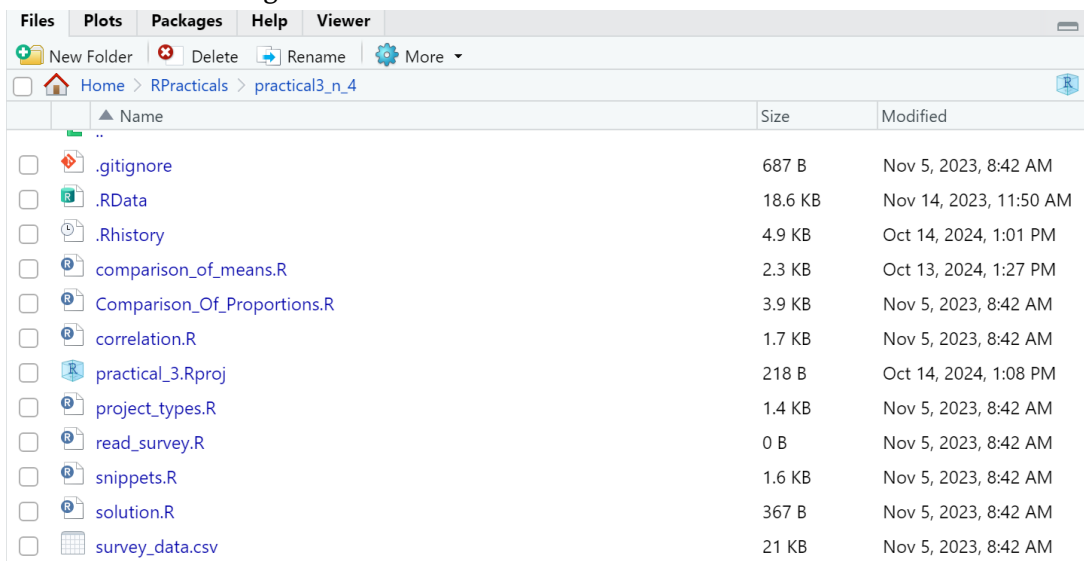 Files Plots Packages Help Viewer
New Folder Delete Rename More
Home > RPracticals > practical3_n_4
Name Size Modified
..
.gitignore 687 B Nov 5, 2023, 8:42 AM
.RData 18.6 KB Nov 14, 2023, 11:50 AM
.Rhistory 4.9 KB Oct 14, 2024, 1:01 PM
comparison_of_means.R 2.3 KB Oct 13, 2024, 1:27 PM
Comparison_Of_Proportions.R 3.9 KB Nov 5, 2023, 8:42 AM
correlation.R 1.7 KB Nov 5, 2023, 8:42 AM
practical_3.Rproj 218 B Oct 14, 2024, 1:08 PM
project_types.R 1.4 KB Nov 5, 2023, 8:42 AM
read_survey.R 0 B Nov 5, 2023, 8:42 AM
snippets.R 1.6 KB Nov 5, 2023, 8:42 AM
solution.R 367 B Nov 5, 2023, 8:42 AM
survey_data.csv 21 KB Nov 5, 2023, 8:42 AM